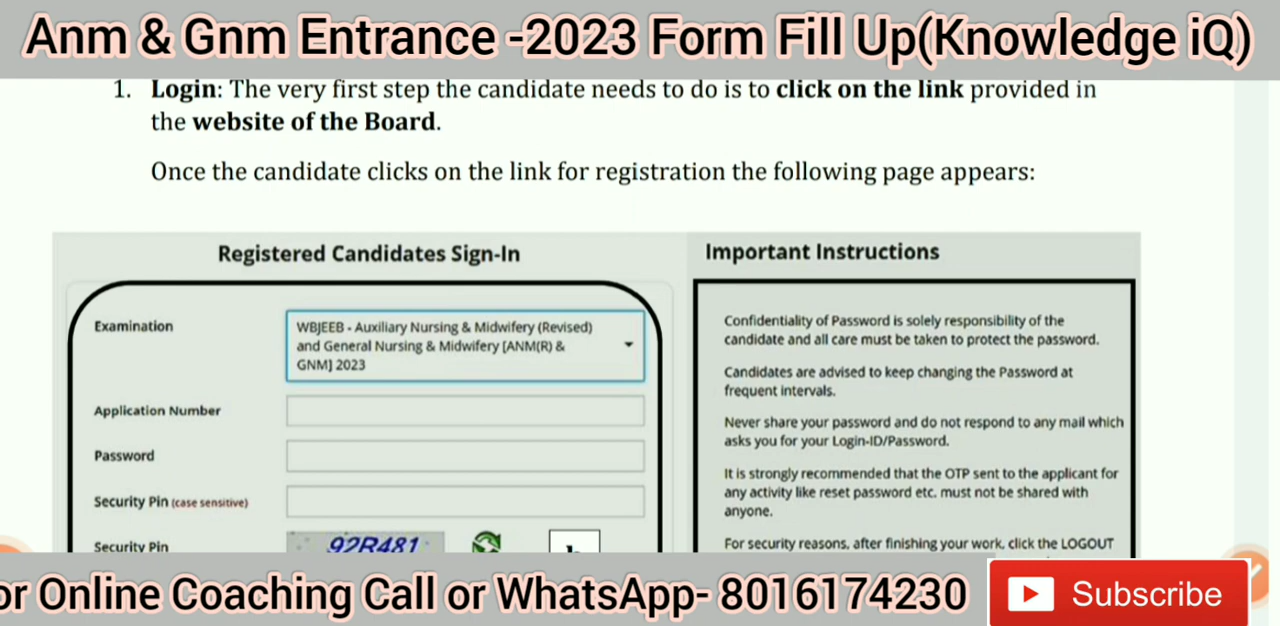 Anm & Gnm Entrance -2023 Form Fill Up(Knowledge iQ)
1. Login: The very first step the candidate needs to do is to click on the link provided in
the website of the Board.
Once the candidate clicks on the link for registration the following page appears:
Registered Candidates Sign-In
Examination
WBJEEB - Auxiliary Nursing & Midwifery (Revised)
and General Nursing & Midwifery [ANM(R) &
GNM] 2023
Application Number
Password
Security Pin (case sensitive)
Security Pin
92R481
Important Instructions
Confidentiality of Password is solely responsibility of the
candidate and all care must be taken to protect the password.
Candidates are advised to keep changing the Password at
frequent intervals.
Never share your password and do not respond to any mail which
asks you for your Login-ID/Password.
It is strongly recommended that the OTP sent to the applicant for
any activity like reset password etc. must not be shared with
anyone.
For security reasons, after finishing your work, click the LOGOUT
or Online Coaching Call or WhatsApp- 8016174230
Subscribe